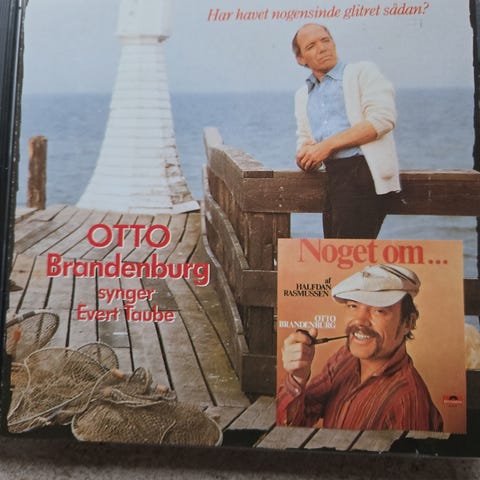 Har havet nogensinde glitret sådan?
OTTO
Brandenburg
synger
Evert Taube
Noget om...
af
HALFDAN
RASMUSSEN
OTTO
BRANDENBURG